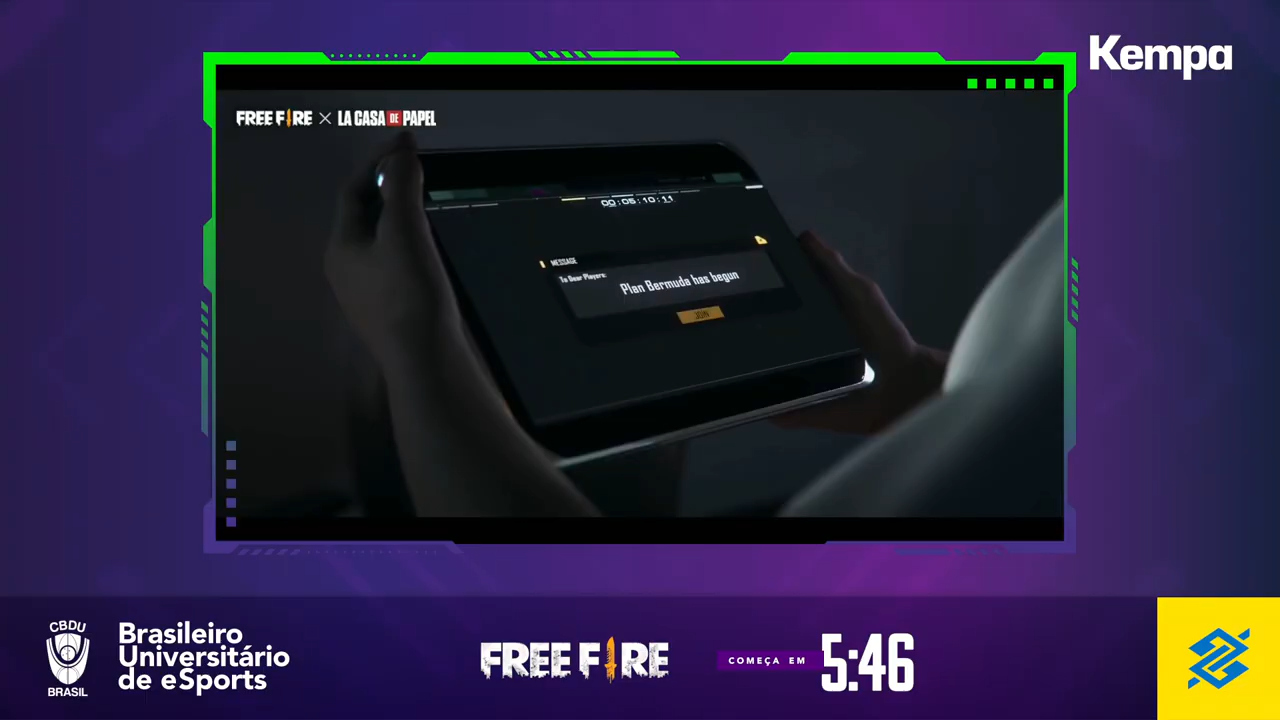 Kempa
FREE FIRE × LA CASA DE PAPEL
00:05:10:11
MESSAGE
To Dear Players:
Plan Bermuda has begun
JOIN
CBDU
BRASIL
Brasileiro
Universitário
de eSports
FREE FIRE
COMEÇA EM
5:46